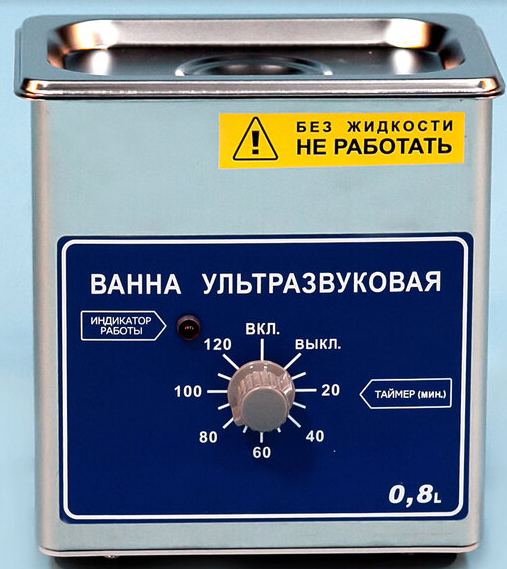 БЕЗ ЖИДКОСТИ
НЕ РАБОТАТЬ
ВАННА УЛЬТРАЗВУКОВАЯ
ИНДИКАТОР
РАБОТЫ
ВКЛ.
120
ВЫКЛ.
100
20
ТАЙМЕР (мин.)
80
40
60
0,8L